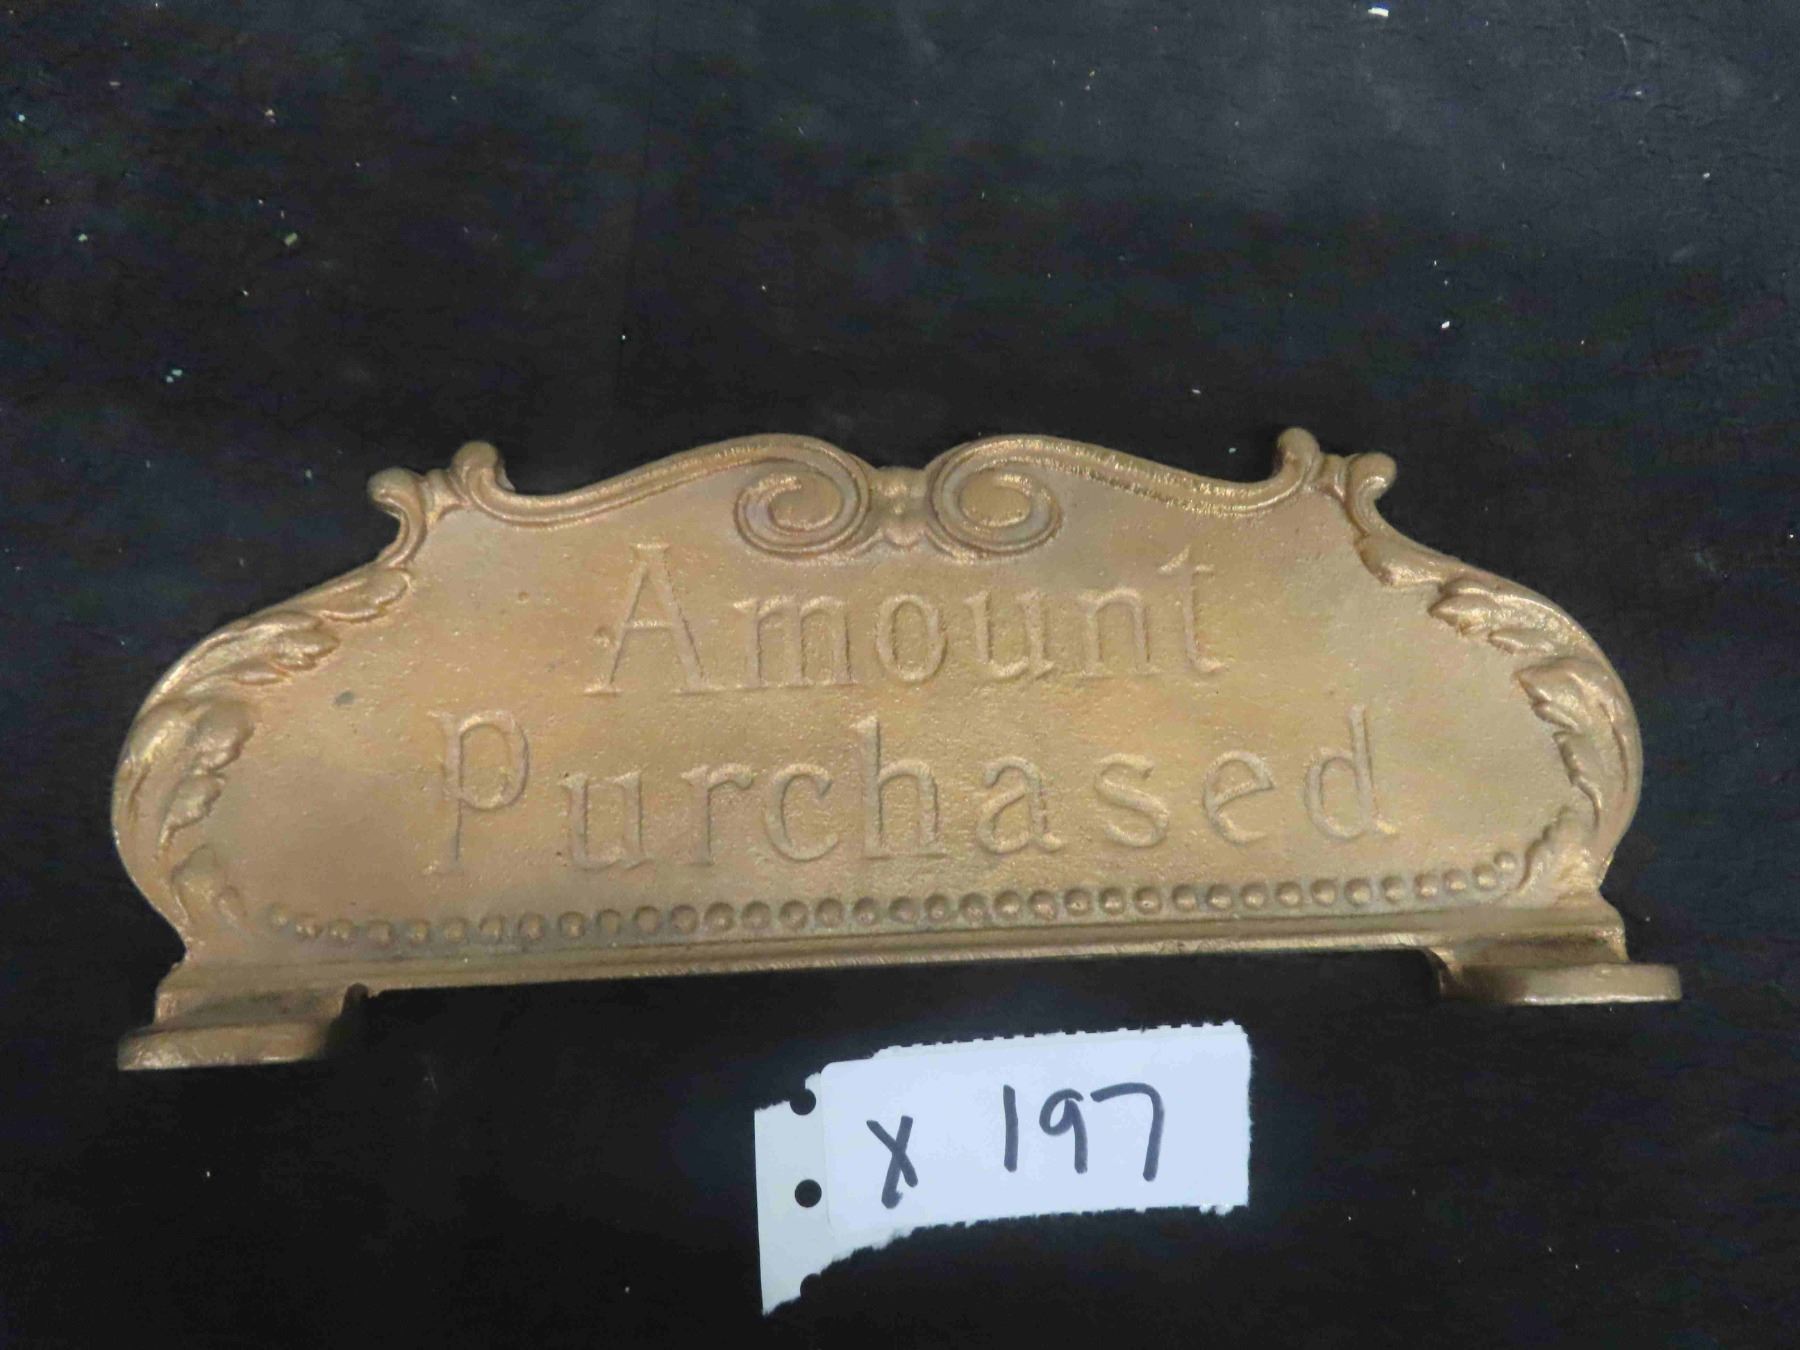 Amount
Purchased
X 197